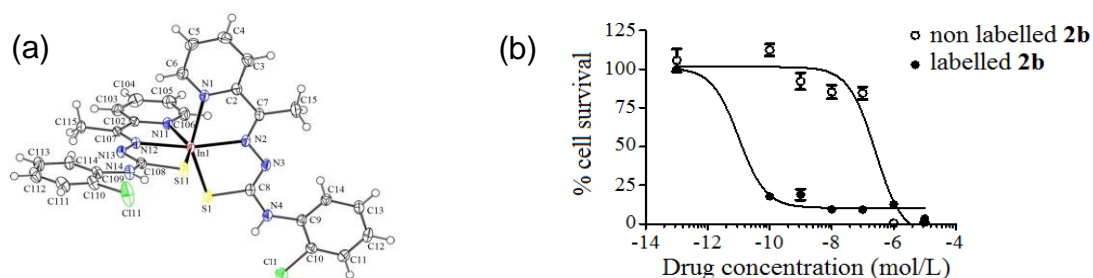 (a)
C5
C4
C6
C3
N1
C2
C7
C15
C104
C105
C103
C102
C106
N11
C115
C107
N12
In1
N2
N13
N3
C113
C114
N14
C108
S11
C8
C14
C112
C109
S1
C13
C111
C110
N4
C9
Cl11
C12
C10
C11
Cl1
(b)
non labelled 2b
labelled 2b
% cell survival
125
100
75
50
25
0
-14 -12 -10 -8 -6 -4
Drug concentration (mol/L)